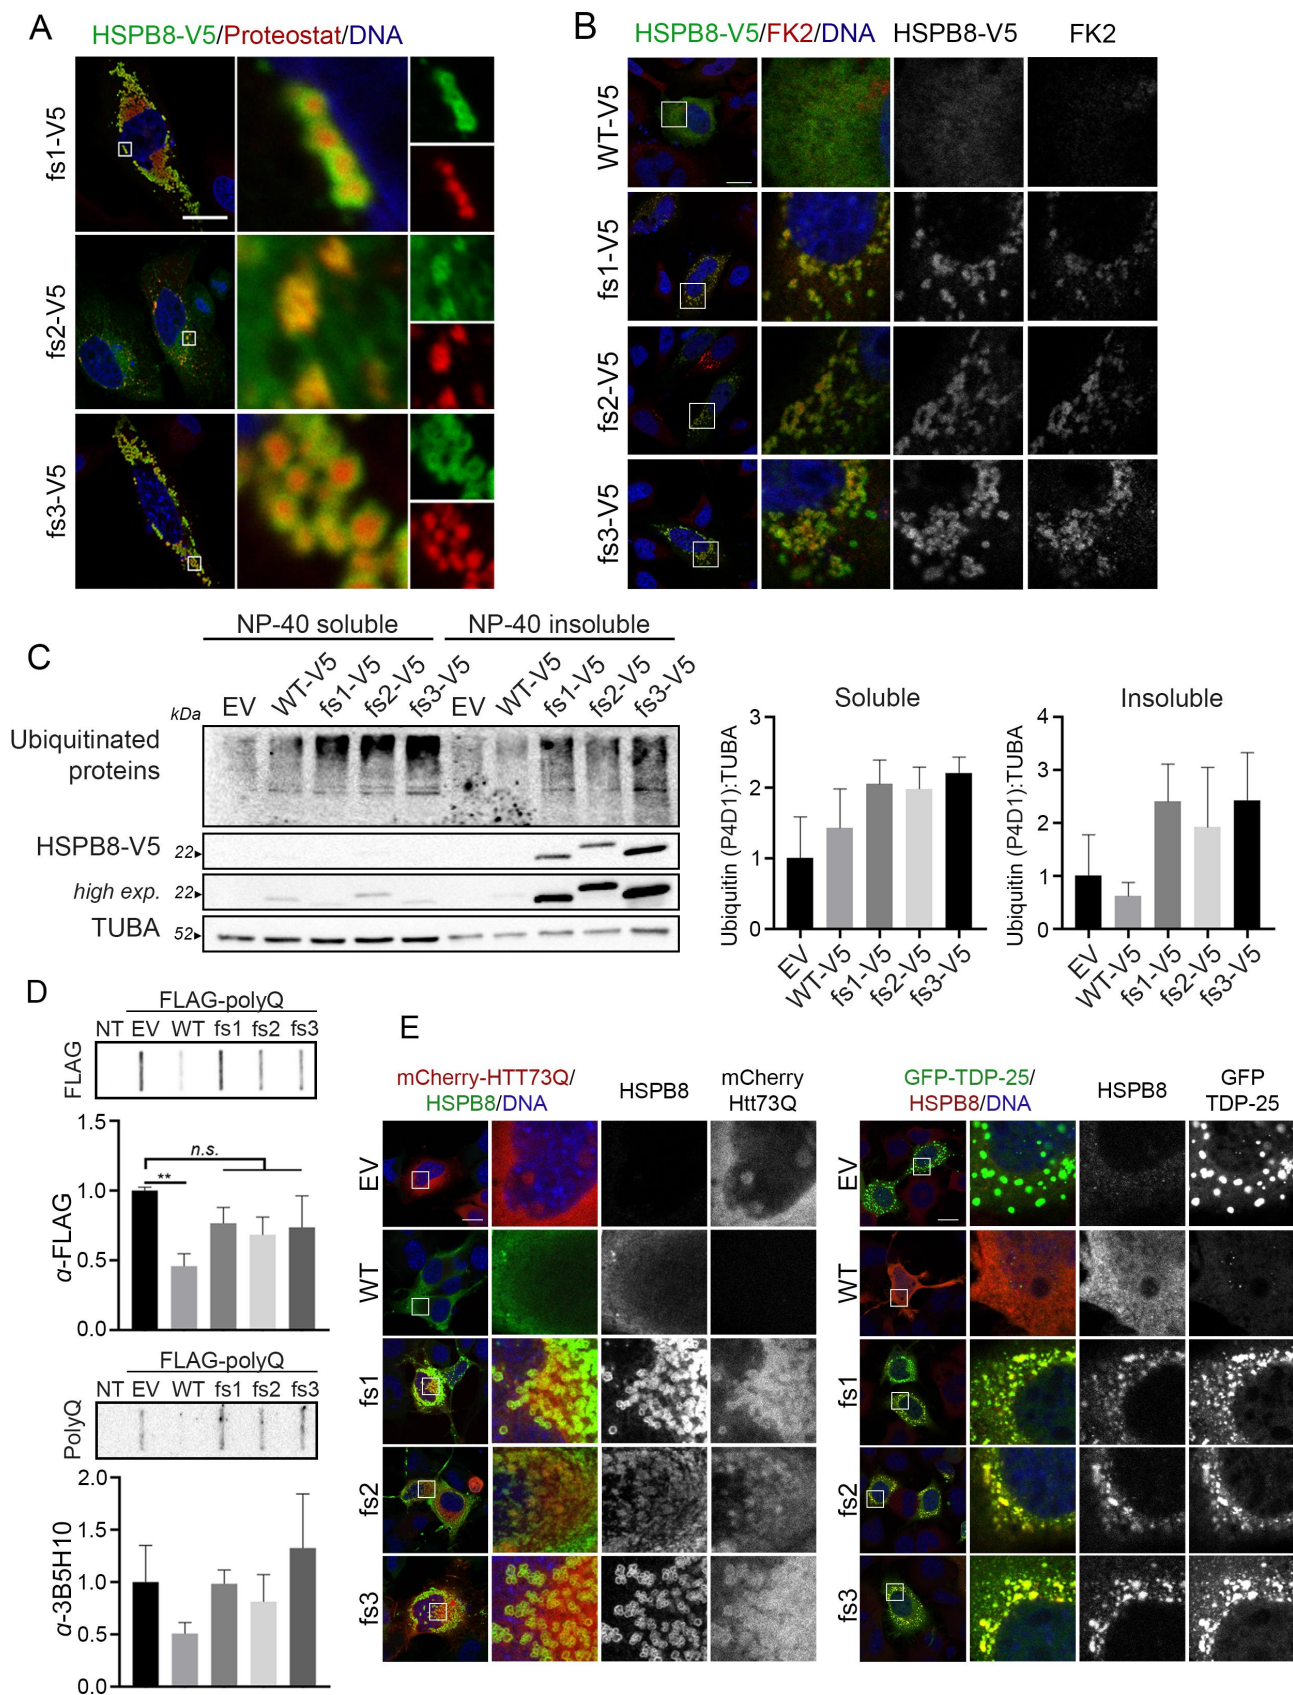 A
HSPB8-V5/Proteostat/DNA
fs1-V5
fs2-V5
fs3-V5
B
HSPB8-V5/FK2/DNA HSPB8-V5 FK2
WT-V5
fs1-V5
fs2-V5
fs3-V5
C
NP-40 soluble NP-40 insoluble
kDa EV WT-V5 fs1-V5 fs2-V5 fs3-V5 EV WT-V5 fs1-V5 fs2-V5 fs3-V5
Ubiquitinated
proteins
HSPB8-V5 22
high exp. 22
TUBA 52
Soluble
Ubiquitin (P4D1):TUBA
3
2
1
0
EV WT-V5 fs1-V5 fs2-V5 fs3-V5
Insoluble
Ubiquitin (P4D1):TUBA
4
3
2
1
0
EV WT-V5 fs1-V5 fs2-V5 fs3-V5
D
FLAG-polyQ
NT EV WT fs1 fs2 fs3
FLAG
α-FLAG
1.5
1.0
0.5
0.0
n.s.
**
FLAG-polyQ
NT EV WT fs1 fs2 fs3
PolyQ
α-3B5H10
2.0
1.5
1.0
0.5
0.0
E
mCherry-HTT73Q/
HSPB8/DNA
HSPB8
mCherry
Htt73Q
EV
WT
fs1
fs2
fs3
GFP-TDP-25/
HSPB8/DNA
HSPB8
GFP
TDP-25
EV
WT
fs1
fs2
fs3